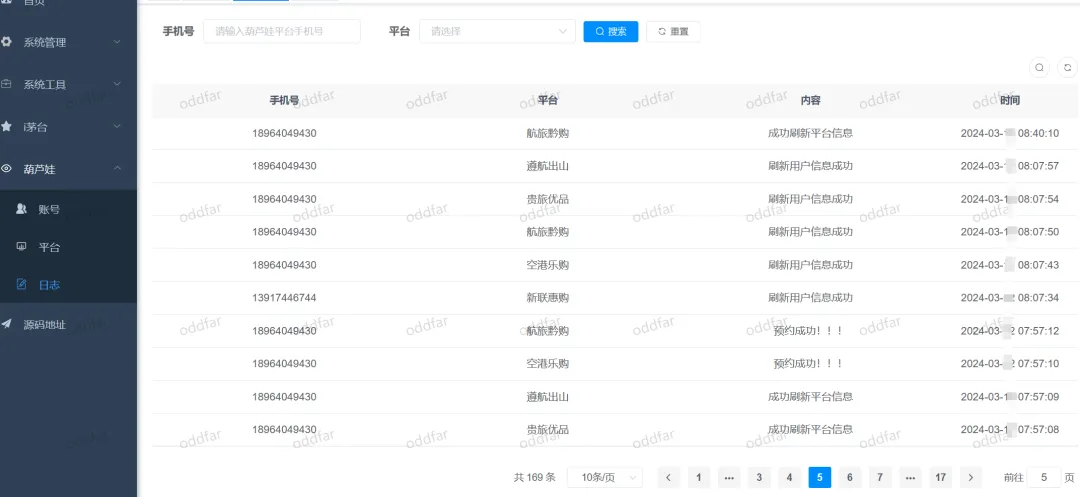 首页
手机号 请输入葫芦娃平台手机号 平台 请选择 搜索 重置
系统管理
系统工具
i茅台
葫芦娃
账号
平台
日志
源码地址
手机号 平台 内容 时间
18964049430 航旅黔购 成功刷新平台信息 2024-03-1 08:40:10
18964049430 遵航出山 刷新用户信息成功 2024-03-1 08:07:57
18964049430 贵旅优品 刷新用户信息成功 2024-03-1 08:07:54
18964049430 航旅黔购 刷新用户信息成功 2024-03-1 08:07:50
18964049430 空港乐购 刷新用户信息成功 2024-03-1 08:07:43
13917446744 新联惠购 刷新用户信息成功 2024-03- 2 08:07:34
18964049430 航旅黔购 预约成功！！！ 2024-03- 2 07:57:12
18964049430 空港乐购 预约成功！！！ 2024-03- 2 07:57:10
18964049430 遵航出山 成功刷新平台信息 2024-03-1 07:57:09
18964049430 贵旅优品 成功刷新平台信息 2024-03-1 07:57:08
共 169 条 10条/页 1 ••• 3 4 5 6 7 ••• 17 前往 5 页
oddfar